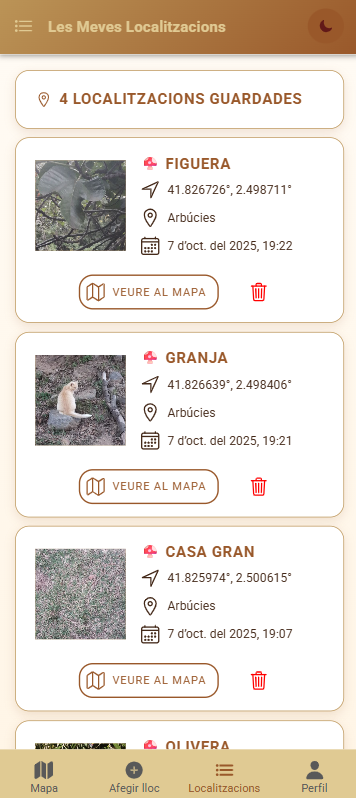 Les Meves Localitzacions
4 LOCALITZACIONS GUARDADES
FIGUERA
41.826726°, 2.498711°
Arbúcies
7 d'oct. del 2025, 19:22
VEURE AL MAPA
GRANJA
41.826639°, 2.498406°
Arbúcies
7 d'oct. del 2025, 19:21
VEURE AL MAPA
CASA GRAN
41.825974°, 2.500615°
Arbúcies
7 d'oct. del 2025, 19:07
VEURE AL MAPA
OLIVERA
Mapa
Afegir lloc
Localitzacions
Perfil